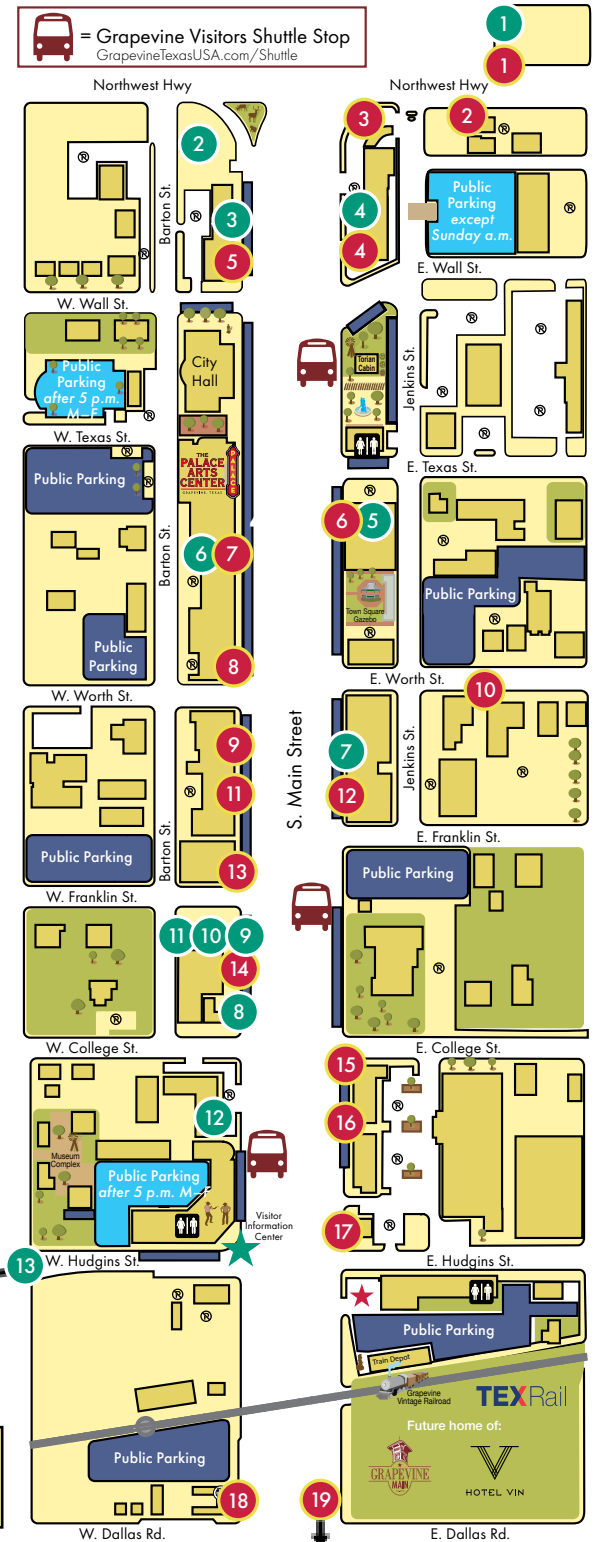 = Grapevine Visitors Shuttle Stop
GrapevineTexasUSA.com/Shuttle
1
1
Northwest Hwy
Northwest Hwy
2
3
5
Barton St.
3
2
4
4
Public
Parking
except
Sunday a.m.
E. Wall St.
W. Wall St.
Public
Parking
after 5 p.m.
M–F
City
Hall
Torian
Cabin
Jenkins St.
W. Texas St.
E. Texas St.
Public Parking
THE
PALACE
ARTS
CENTER
GRAPEVINE, TEXAS
PALACE
Barton St.
6
7
8
6
5
Town Square
Gazebo
Public Parking
Public
Parking
W. Worth St.
E. Worth St.
10
9
11
13
Barton St.
S. Main Street
7
12
Jenkins St.
Public Parking
E. Franklin St.
W. Franklin St.
Public Parking
11
10
9
14
8
W. College St.
E. College St.
12
15
16
17
Museum
Complex
Public Parking
after 5 p.m. M–F
Visitor
Information
Center
W. Hudgins St.
13
E. Hudgins St.
Public Parking
Train Depot
Grapevine
Vintage Railroad
TEXRail
Future home of:
GRAPEVINE
MAIN
V
HOTEL VIN
Public Parking
18
19
W. Dallas Rd.
E. Dallas Rd.